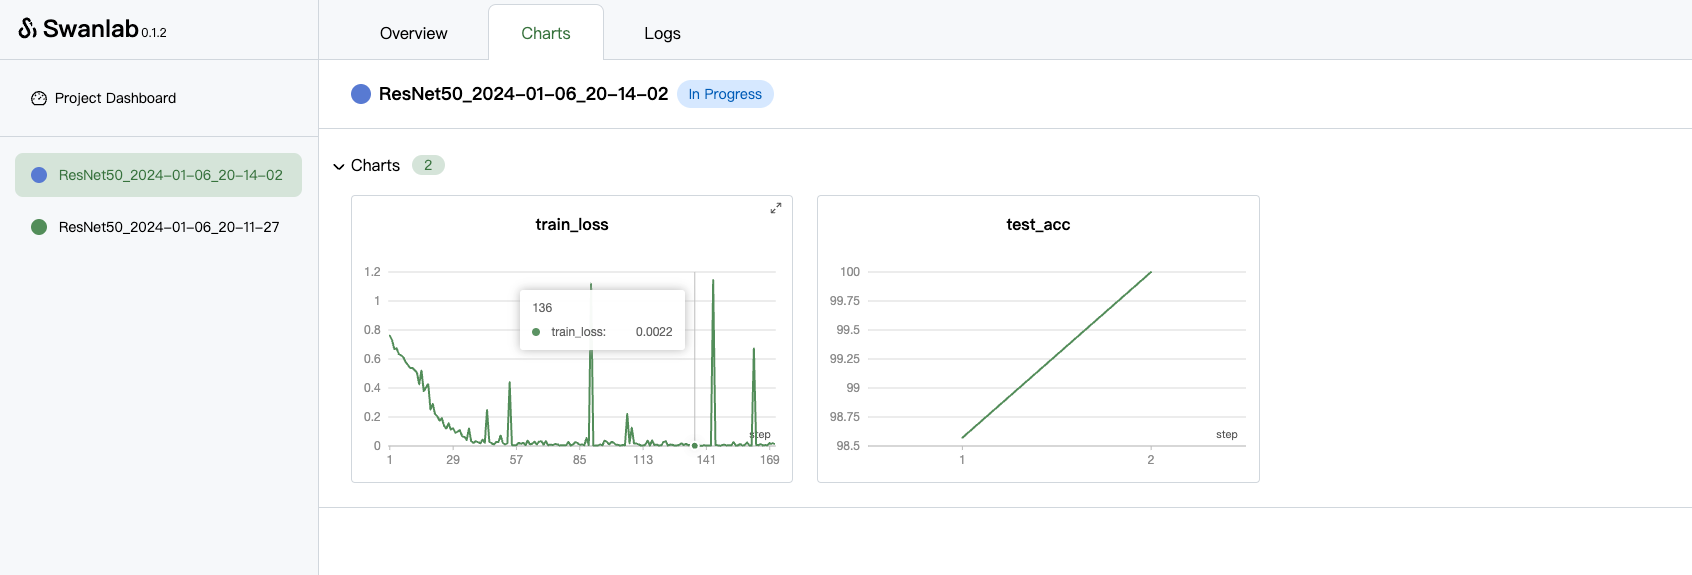 Swanlab 0.1.2
Overview
Charts
Logs
Project Dashboard
ResNet50_2024-01-06_20-14-02
ResNet50_2024-01-06_20-11-27
ResNet50_2024-01-06_20-14-02 In Progress
Charts 2
train_loss
1.2
1
0.8
0.6
0.4
0.2
0
136
train_loss: 0.0022
step
1 29 57 85 113 141 169
test_acc
100
99.75
99.5
99.25
99
98.75
98.5
step
1 2